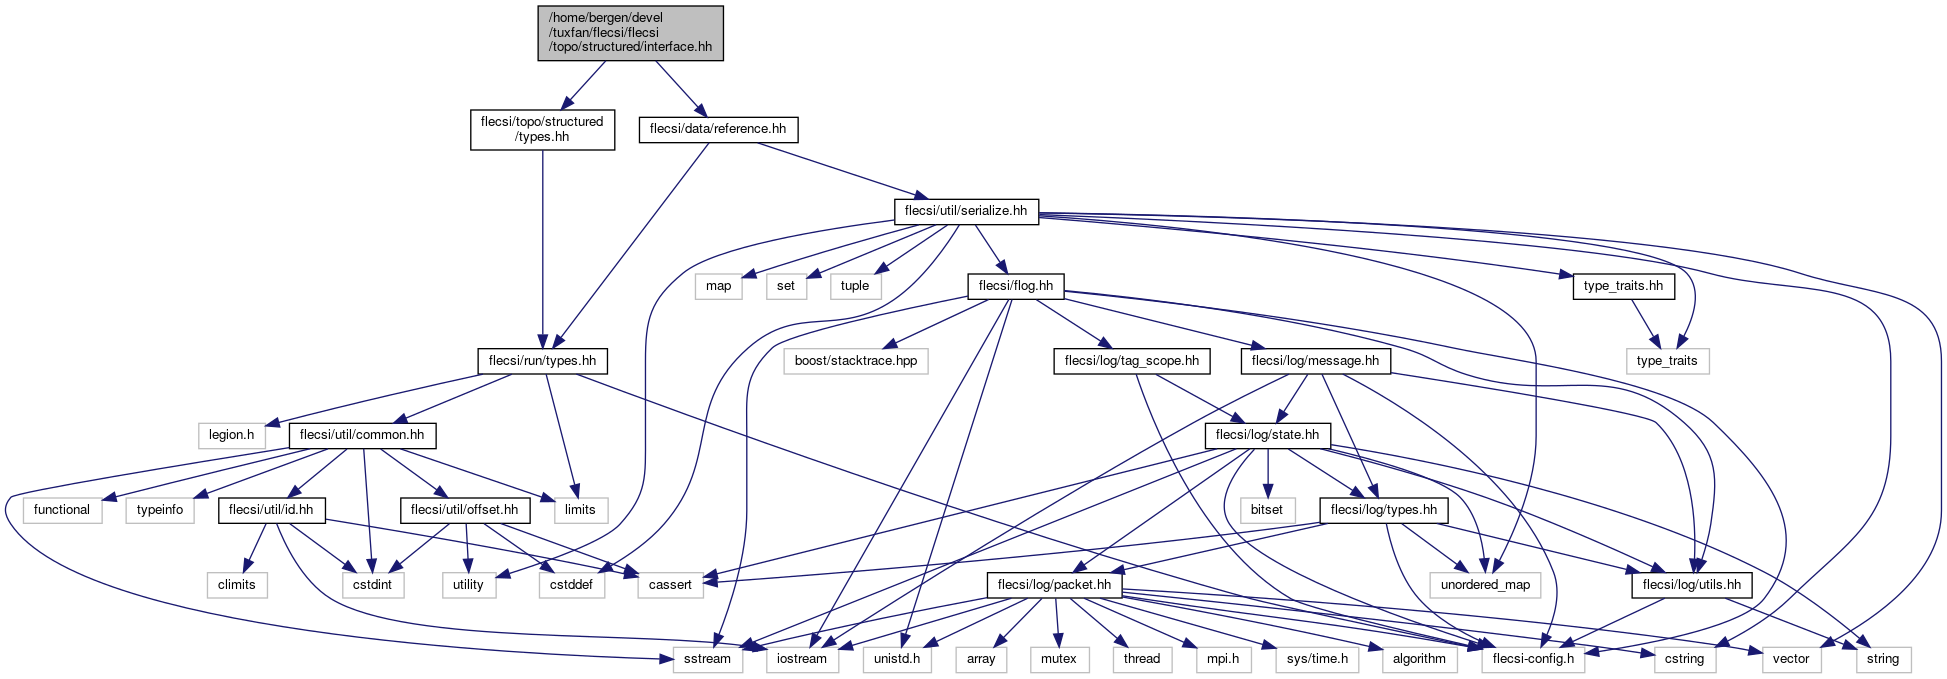 /home/bergen/devel
/tuxfan/flecsi/flecsi
/topo/structured/interface.hh
flecsi/topo/structured
/types.hh
flecsi/data/reference.hh
flecsi/util/serialize.hh
map
set
tuple
flecsi/flog.hh
type_traits.hh
flecsi/run/types.hh
boost/stacktrace.hpp
flecsi/log/tag_scope.hh
flecsi/log/message.hh
type_traits
legion.h
flecsi/util/common.hh
flecsi/log/state.hh
functional
typeinfo
flecsi/util/id.hh
flecsi/util/offset.hh
limits
bitset
flecsi/log/types.hh
climits
cstdint
utility
cstddef
cassert
flecsi/log/packet.hh
unordered_map
flecsi/log/utils.hh
sstream
iostream
unistd.h
array
mutex
thread
mpi.h
sys/time.h
algorithm
flecsi-config.h
cstring
vector
string